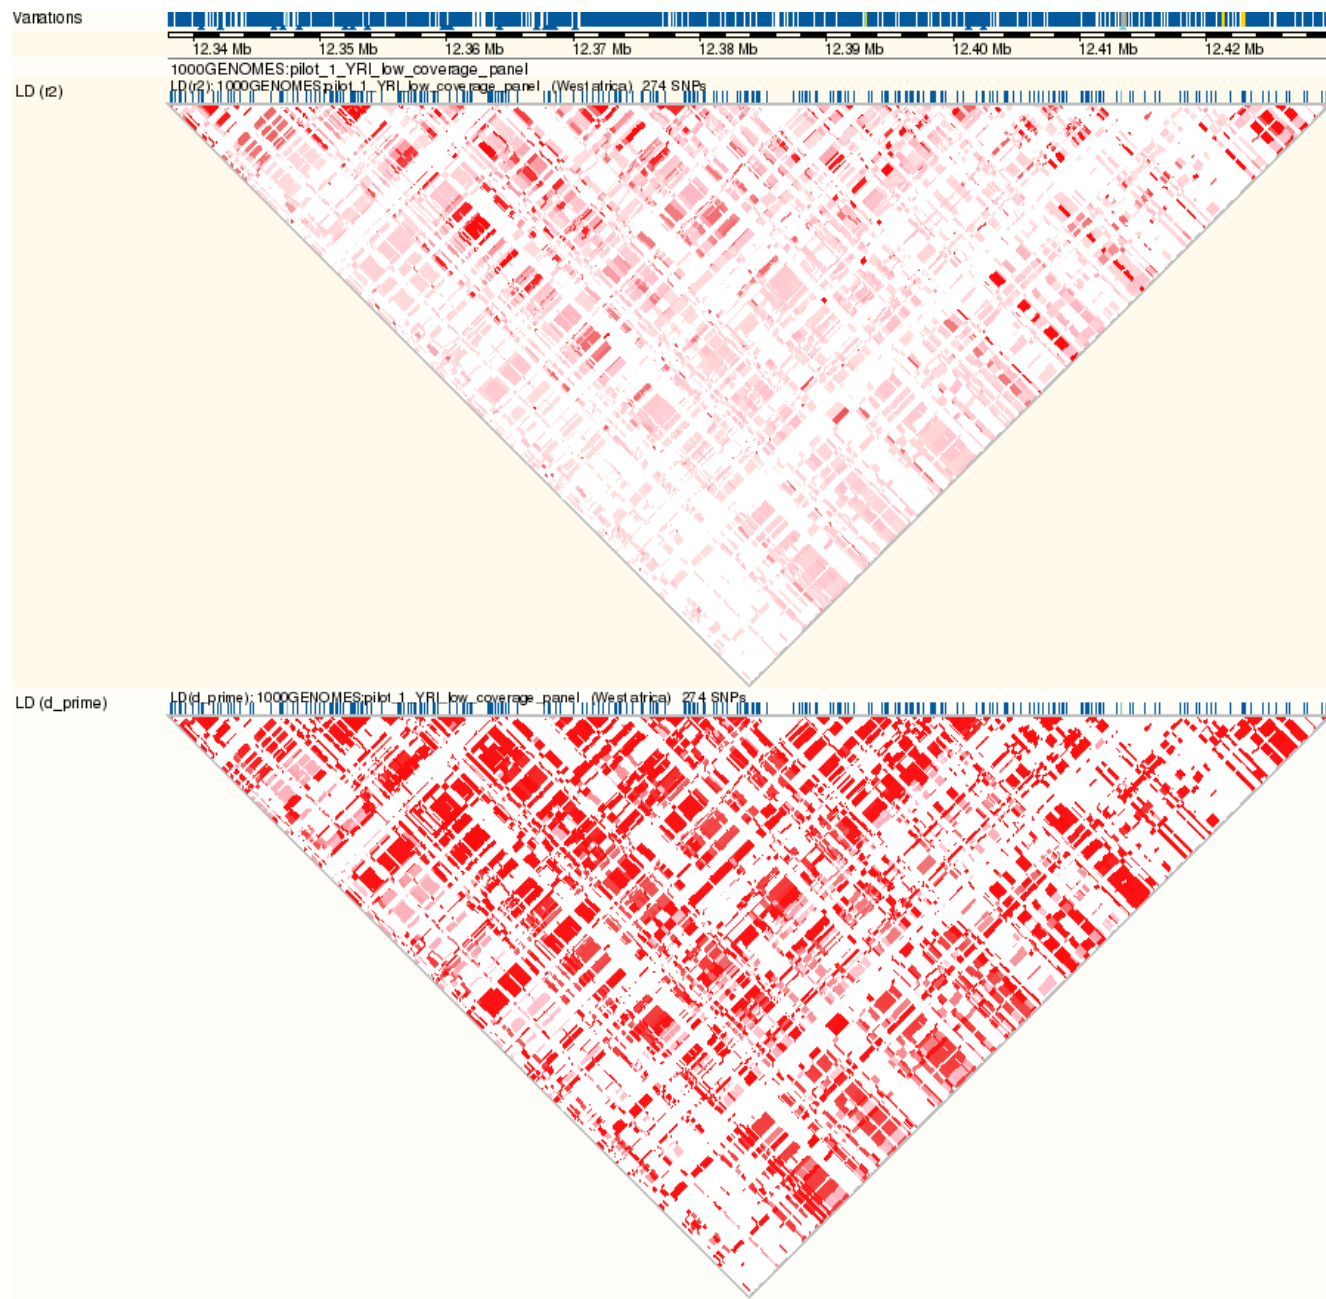 Variations
12.34 Mb 12.35 Mb 12.36 Mb 12.37 Mb 12.38 Mb 12.39 Mb 12.40 Mb 12.41 Mb 12.42 Mb
1000GENOMES:pilot_1_YRI_low_coverage_panel
LD (r2)
LD(r2): 1000GENOMES:pilot_1_YRI_low_coverage_panel (West africa) 274 SNPs
LD (d_prime)
LD(d_prime): 1000GENOMES:pilot_1_YRI_low_coverage_panel (West africa) 274 SNPs